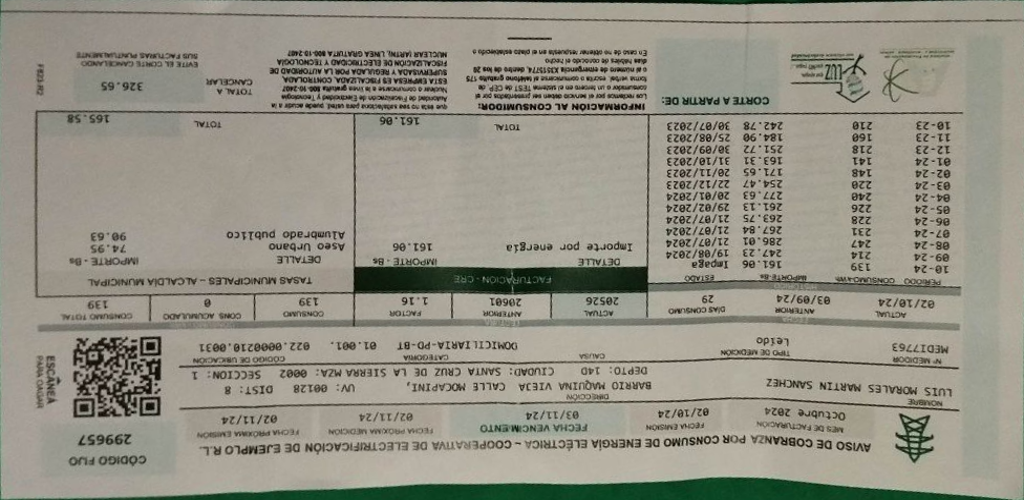 AVISO DE COBRANZA POR CONSUMO DE ENERGÍA ELÉCTRICA - COOPERATIVA DE ELECTRIFICACIÓN DE EJEMPLO R.L.
CÓDIGO FIJO
299657
MES DE FACTURACIÓN
Octubre 2024
FECHA EMISIÓN
02/10/24
FECHA VENCIMIENTO
03/11/24
FECHA PROXIMA MEDICION
02/11/24
FECHA PRÓXIMA EMISIÓN
02/11/24
NOMBRE
LUIS MORALES MARTIN SANCHEZ
DIRECCIÓN
BARRIO MAQUINA VIEJA CALLE MOCAPINI, UV: 00128 DIST: 8
DEPTO: 14D CIUDAD: SANTA CRUZ DE LA SIERRA MZA: 0002 SECCION: 1
ESCANEÁ
PARA PAGAR
Nº MEDIDOR
MEDIT7763
TIPO DE MEDICIÓN
Leído
CAUSA
CATEGORÍA
DOMICILIARIA-PD-BT
CÓDIGO DE UBICACIÓN
01.001. 022.0000210.0031
FECHA
LECTURA
ACTUAL
02/10/24
ANTERIOR
03/09/24
DÍAS CONSUMO
29
ACTUAL
20526
ANTERIOR
20601
FACTOR
1.16
CONSUMO
139
CONS ACUMULADO
0
CONSUMO TOTAL
139
PERIODO CONSUMO-kWh IMPORTE-Bs ESTADO
10-24 139 161.06 Impaga
09-24 214 247.23 19/08/2024
08-24 247 286.01 21/07/2024
07-24 231 267.84 21/07/2024
06-24 228 263.75 21/07/2024
05-24 226 261.13 29/02/2024
04-24 240 277.63 20/01/2024
03-24 220 254.47 22/12/2023
02-24 148 171.65 20/11/2023
01-24 141 163.31 31/10/2023
12-23 218 251.72 30/09/2023
11-23 160 184.90 25/08/2023
10-23 210 242.78 30/07/2023
FACTURACIÓN - CRE
DETALLE IMPORTE - Bs
Importe por energía 161.06
TOTAL 161.06
TASAS MUNICIPALES - ALCALDÍA MUNICIPAL
DETALLE IMPORTE - Bs
Aseo Urbano 74.95
Alumbrado publico 90.63
TOTAL 165.58
CORTE A PARTIR DE:
LUZ
INFORMACIÓN AL CONSUMIDOR:
Los reclamos por el servicio deben ser presentados por el
consumidor o un tercero en el sistema TEST de CEP, de
forma verbal, escrita o comunicarse al teléfono gratuito 175
o al número de emergencia X3515774, dentro de los 20
días hábiles de conocido el hecho
En caso de no obtener respuesta en el plazo establecido o
que esta no sea satisfactoria para usted, puede acudir a la
Autoridad de Fiscalización de Electricidad y Tecnología
Nuclear o comunicarse a la línea gratuita 800-10-2407
ESTA EMPRESA ES FISCALIZADA, CONTROLADA,
SUPERVISADA Y REGULADA POR LA AUTORIDAD DE
FISCALIZACIÓN DE ELECTRICIDAD Y TECNOLOGÍA
NUCLEAR (AETN), LINEA GRATUITA 800-10-2407
TOTAL A
CANCELAR
326.65
EVITE EL CORTE CANCELANDO
SUS FACTURAS PUNTUALMENTE